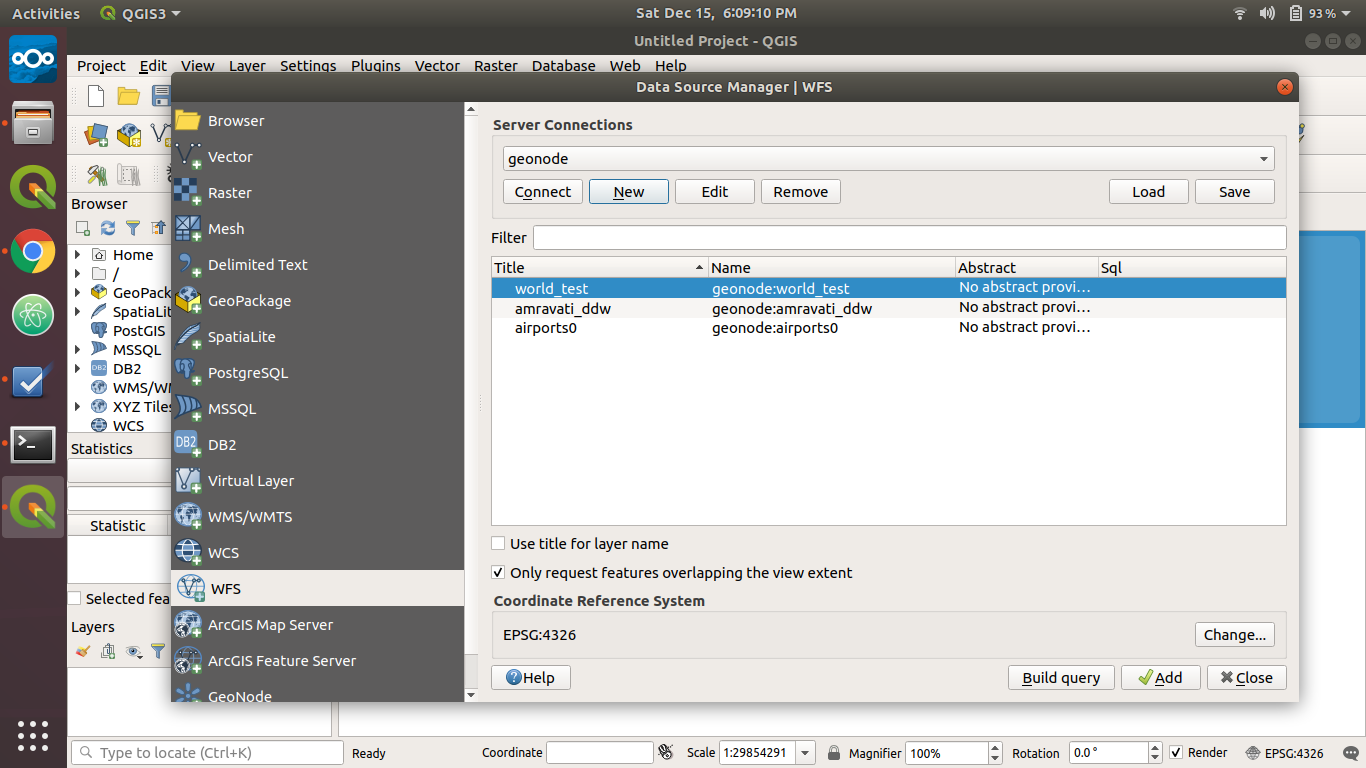 Activities QGIS3 Sat Dec 15, 6:09:10 PM 93%
Untitled Project - QGIS
Project Edit View Layer Settings Plugins Vector Raster Database Web Help
Data Source Manager | WFS
Browser
Home
/
GeoPack
SpatiaLite
PostGIS
MSSQL
DB2
WMS/WM
XYZ Tiles
WCS
Statistics
Statistic
Selected fea
Layers
Browser
Vector
Raster
Mesh
Delimited Text
GeoPackage
SpatiaLite
PostgreSQL
MSSQL
DB2
DB2
Virtual Layer
WMS/WMTS
WCS
WFS
ArcGIS Map Server
ArcGIS Feature Server
GeoNode
Server Connections
geonode
Connect New Edit Remove Load Save
Filter
Title Name Abstract Sql
world_test geonode:world_test No abstract provi...
amravati_ddw geonode:amravati_ddw No abstract provi...
airports0 geonode:airports0 No abstract provi...
Use title for layer name
Only request features overlapping the view extent
Coordinate Reference System
EPSG:4326 Change...
Help Build query Add Close
Type to locate (Ctrl+K) Ready Coordinate Scale 1:29854291 Magnifier 100% Rotation 0.0 ° Render EPSG:4326